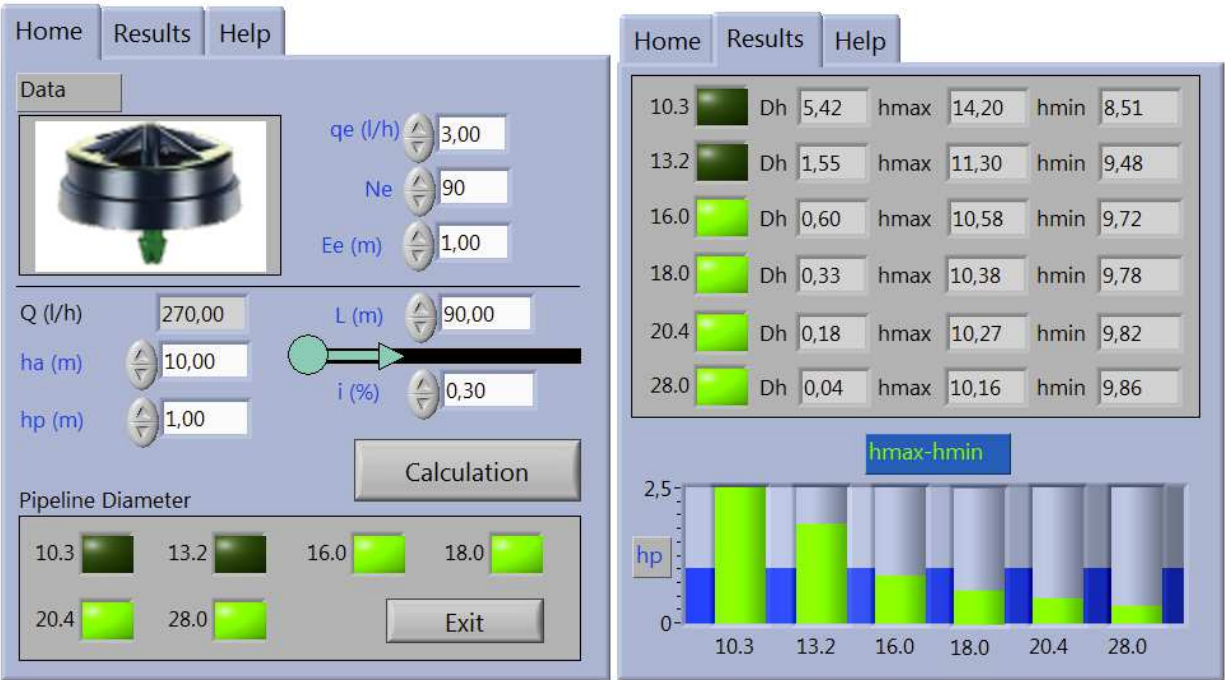 Home Results Help
Data
qe (l/h) 3,00
Ne 90
Ee (m) 1,00
Q (l/h) 270,00
L (m) 90,00
ha (m) 10,00
i (%) 0,30
hp (m) 1,00
Calculation
Pipeline Diameter
10.3 13.2 16.0 18.0
20.4 28.0 Exit
Home Results Help
10.3 Dh 5,42 hmax 14,20 hmin 8,51
13.2 Dh 1,55 hmax 11,30 hmin 9,48
16.0 Dh 0,60 hmax 10,58 hmin 9,72
18.0 Dh 0,33 hmax 10,38 hmin 9,78
20.4 Dh 0,18 hmax 10,27 hmin 9,82
28.0 Dh 0,04 hmax 10,16 hmin 9,86
hmax-hmin
2,5
hp
0
10.3 13.2 16.0 18.0 20.4 28.0